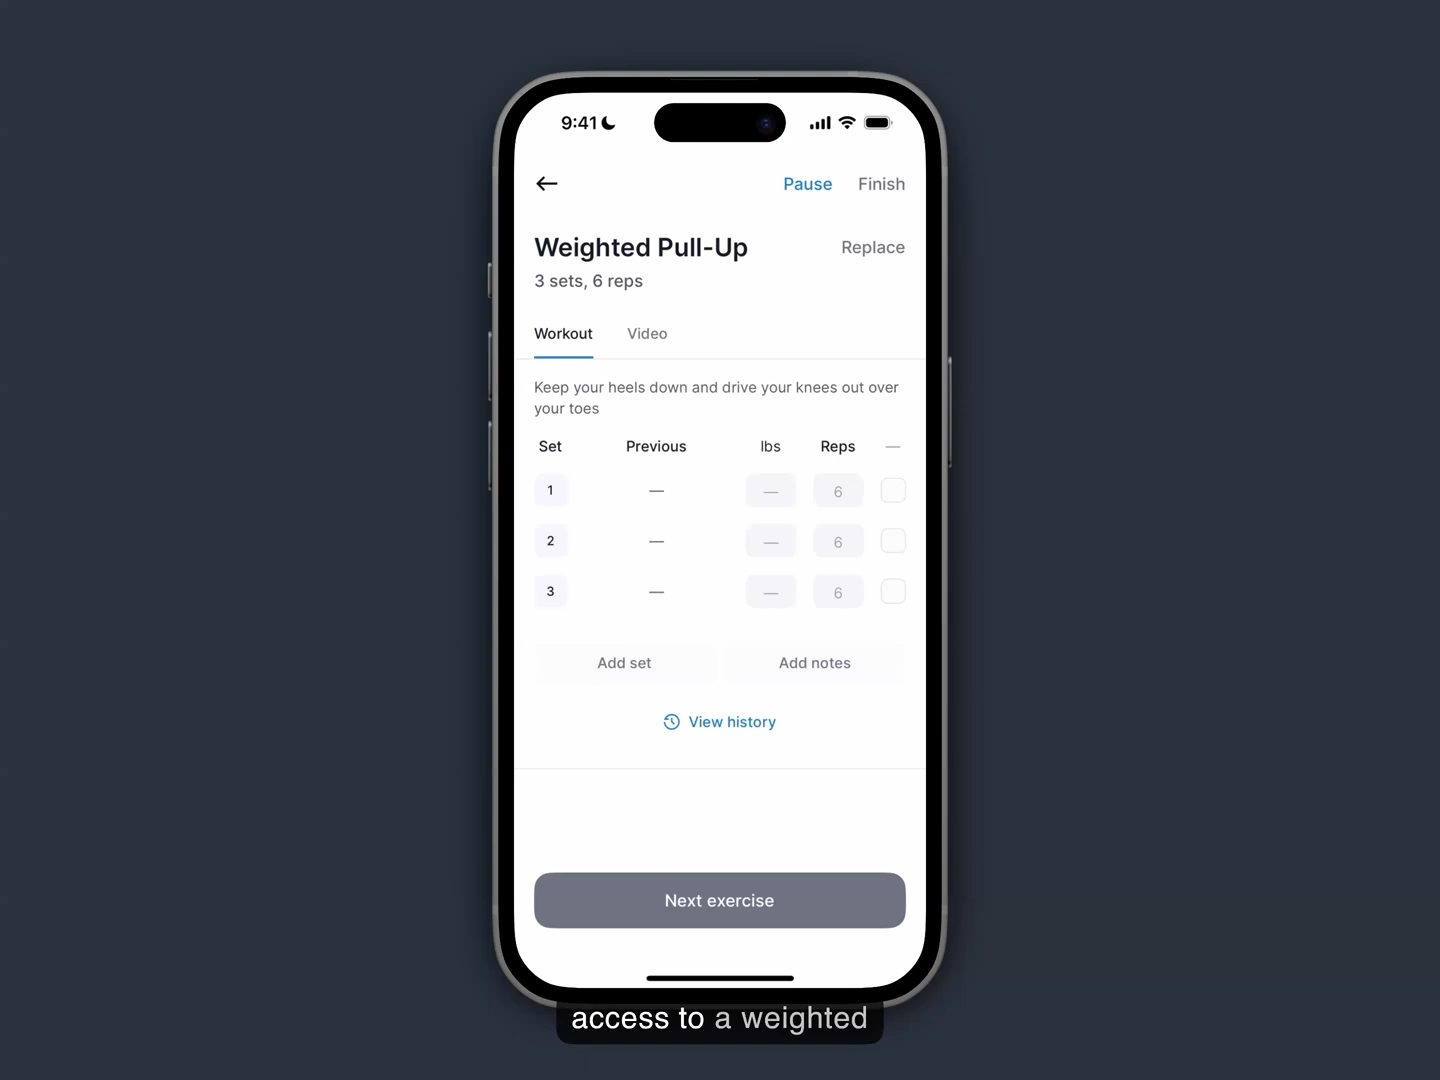 9:41
Pause Finish
Weighted Pull-Up Replace
3 sets, 6 reps
Workout Video
Keep your heels down and drive your knees out over
your toes
Set Previous lbs Reps —
1 — — 6
2 — — 6
3 — — 6
Add set Add notes
View history
Next exercise
access to a weighted